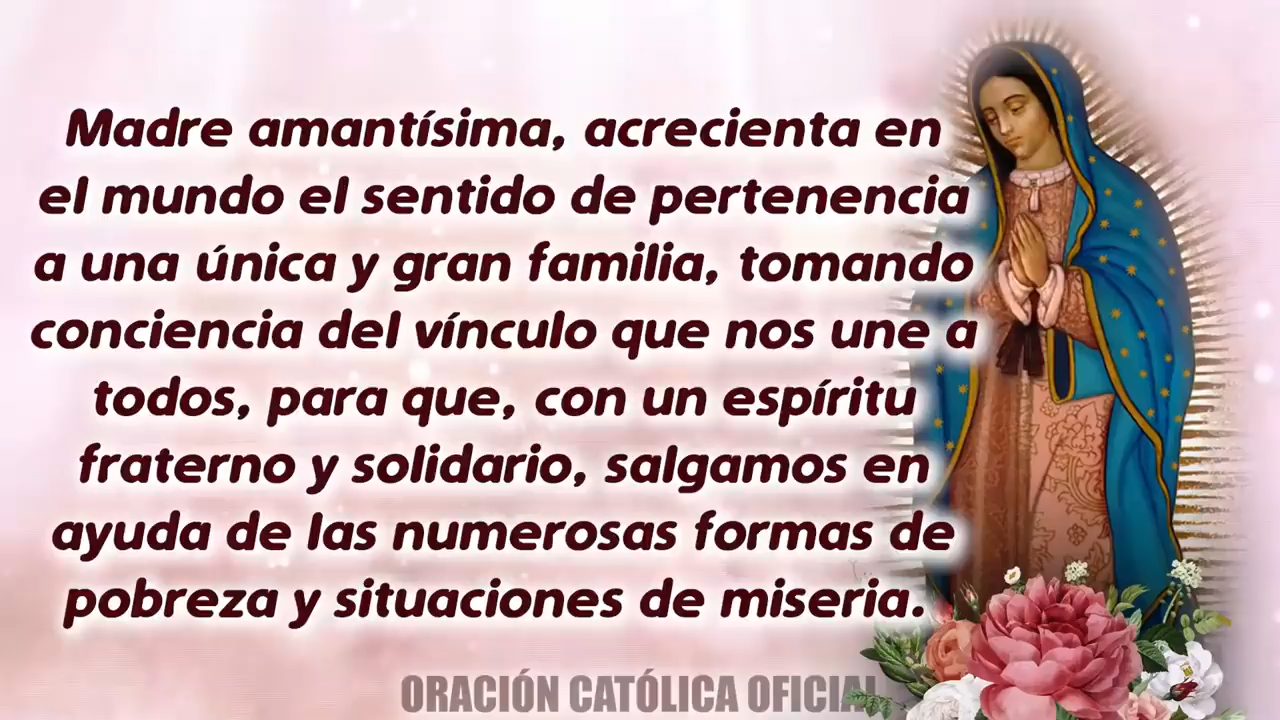 Madre amantísima, acrecienta en
el mundo el sentido de pertenencia
a una única y gran familia, tomando
conciencia del vínculo que nos une a
todos, para que, con un espíritu
fraterno y solidario, salgamos en
ayuda de las numerosas formas de
pobreza y situaciones de miseria.
ORACIÓN CATÓLICA OFICIAL